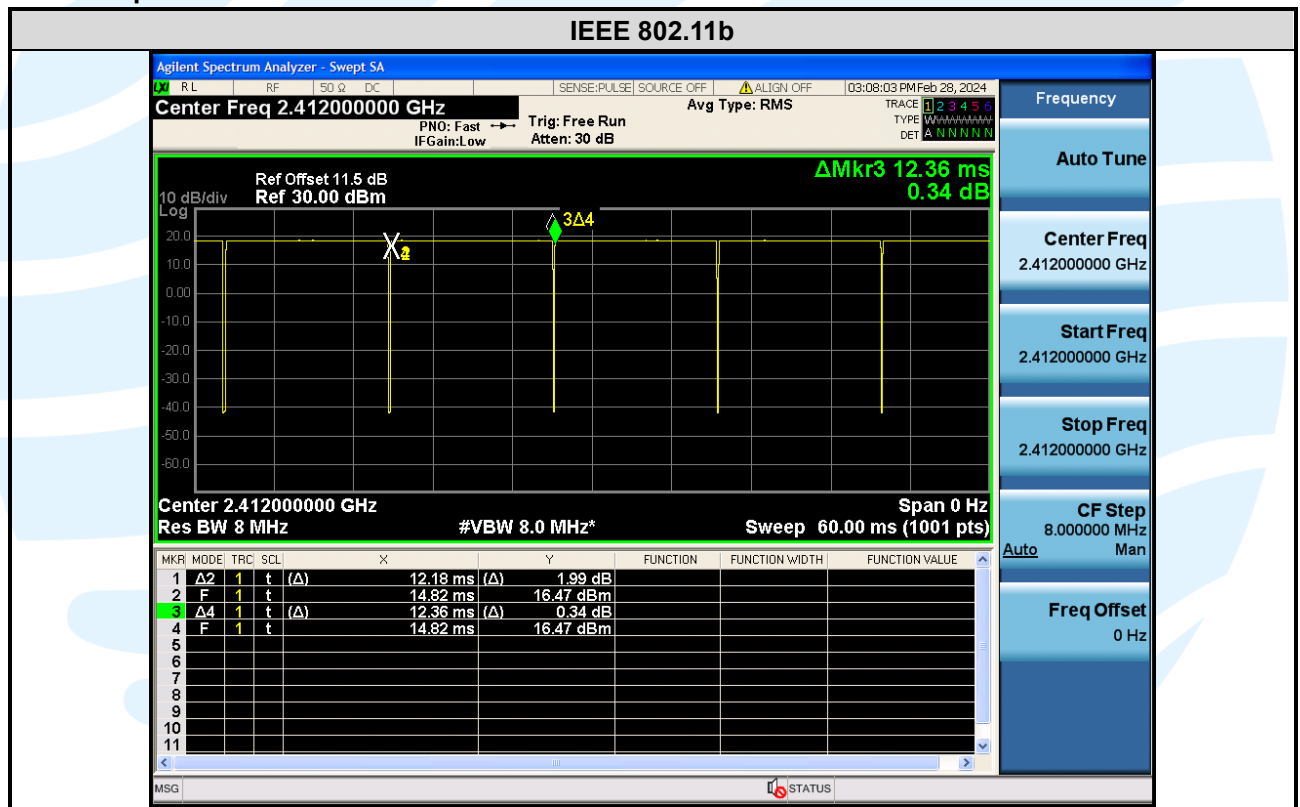 IEEE 802.11b
Agilent Spectrum Analyzer - Swept SA
LXI RL RF 50 Ω DC SENSE:PULSE SOURCE OFF ALIGN OFF 03:08:03 PM Feb 28, 2024
Center Freq 2.412000000 GHz
PNO: Fast
IFGain:Low
Trig: Free Run
Atten: 30 dB
Avg Type: RMS
TRACE 1 2 3 4 5 6
TYPE WWWWWW
DET A N N N N N
Ref Offset 11.5 dB
10 dB/div Ref 30.00 dBm
Log
ΔMkr3 12.36 ms
0.34 dB
20.0
10.0
0.00
-10.0
-20.0
-30.0
-40.0
-50.0
-60.0
3Δ4
Center 2.412000000 GHz Span 0 Hz
Res BW 8 MHz #VBW 8.0 MHz* Sweep 60.00 ms (1001 pts)
MKR MODE TRC SCL X Y FUNCTION FUNCTION WIDTH FUNCTION VALUE
1 Δ2 1 t (Δ) 12.18 ms (Δ) 1.99 dB
2 F 1 t 14.82 ms 16.47 dBm
3 Δ4 1 t (Δ) 12.36 ms (Δ) 0.34 dB
4 F 1 t 14.82 ms 16.47 dBm
5
6
7
8
9
10
11
MSG STATUS
Frequency
Auto Tune
Center Freq
2.412000000 GHz
Start Freq
2.412000000 GHz
Stop Freq
2.412000000 GHz
CF Step
8.000000 MHz
Auto Man
Freq Offset
0 Hz